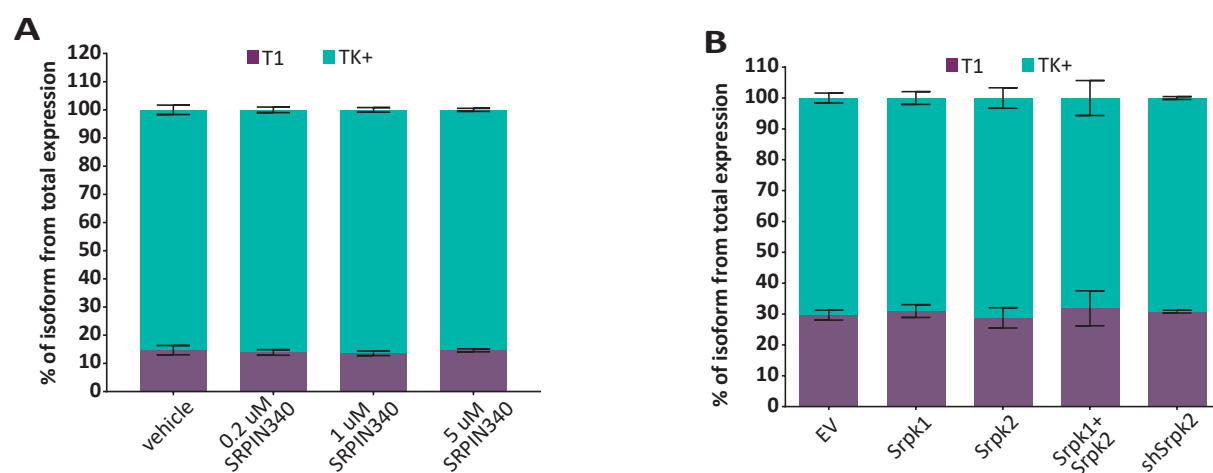 A
T1 TK+
% of isoform from total expression
120
110
100
90
80
70
60
50
40
30
20
10
0
vehicle
0.2 uM
SRPIN340
1 uM
SRPIN340
5 uM
SRPIN340
B
T1 TK+
% of isoform from total expression
110
100
90
80
70
60
50
40
30
20
10
0
EV
Srpk1
Srpk2
Srpk1+
Srpk2
shSrpk2